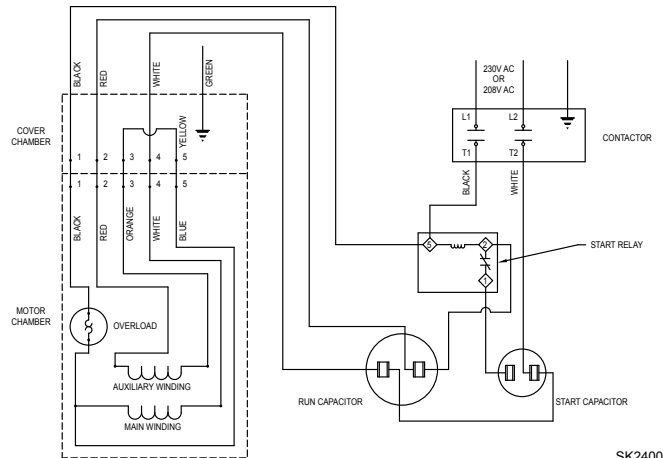 BLACK
RED
WHITE
GREEN
230V AC
OR
208V AC
L1
L2
CONTACTOR
T1
T2
COVER
CHAMBER
YELLOW
1
2
3
4
5
1
2
3
4
5
BLACK
WHITE
BLACK
RED
ORANGE
WHITE
BLUE
5
2
1
START RELAY
MOTOR
CHAMBER
OVERLOAD
AUXILIARY WINDING
MAIN WINDING
RUN CAPACITOR
START CAPACITOR
SK2400